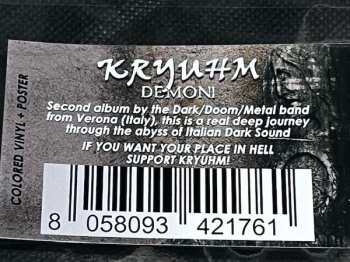 KRYUHM
DEMONI
Second album by the Dark/Doom/Metal band
from Verona (Italy), this is a real deep journey
through the abyss of Italian Dark Sound
IF YOU WANT YOUR PLACE IN HELL
SUPPORT KRYUHM!
COLORED VINYL + POSTER
8 058093 421761